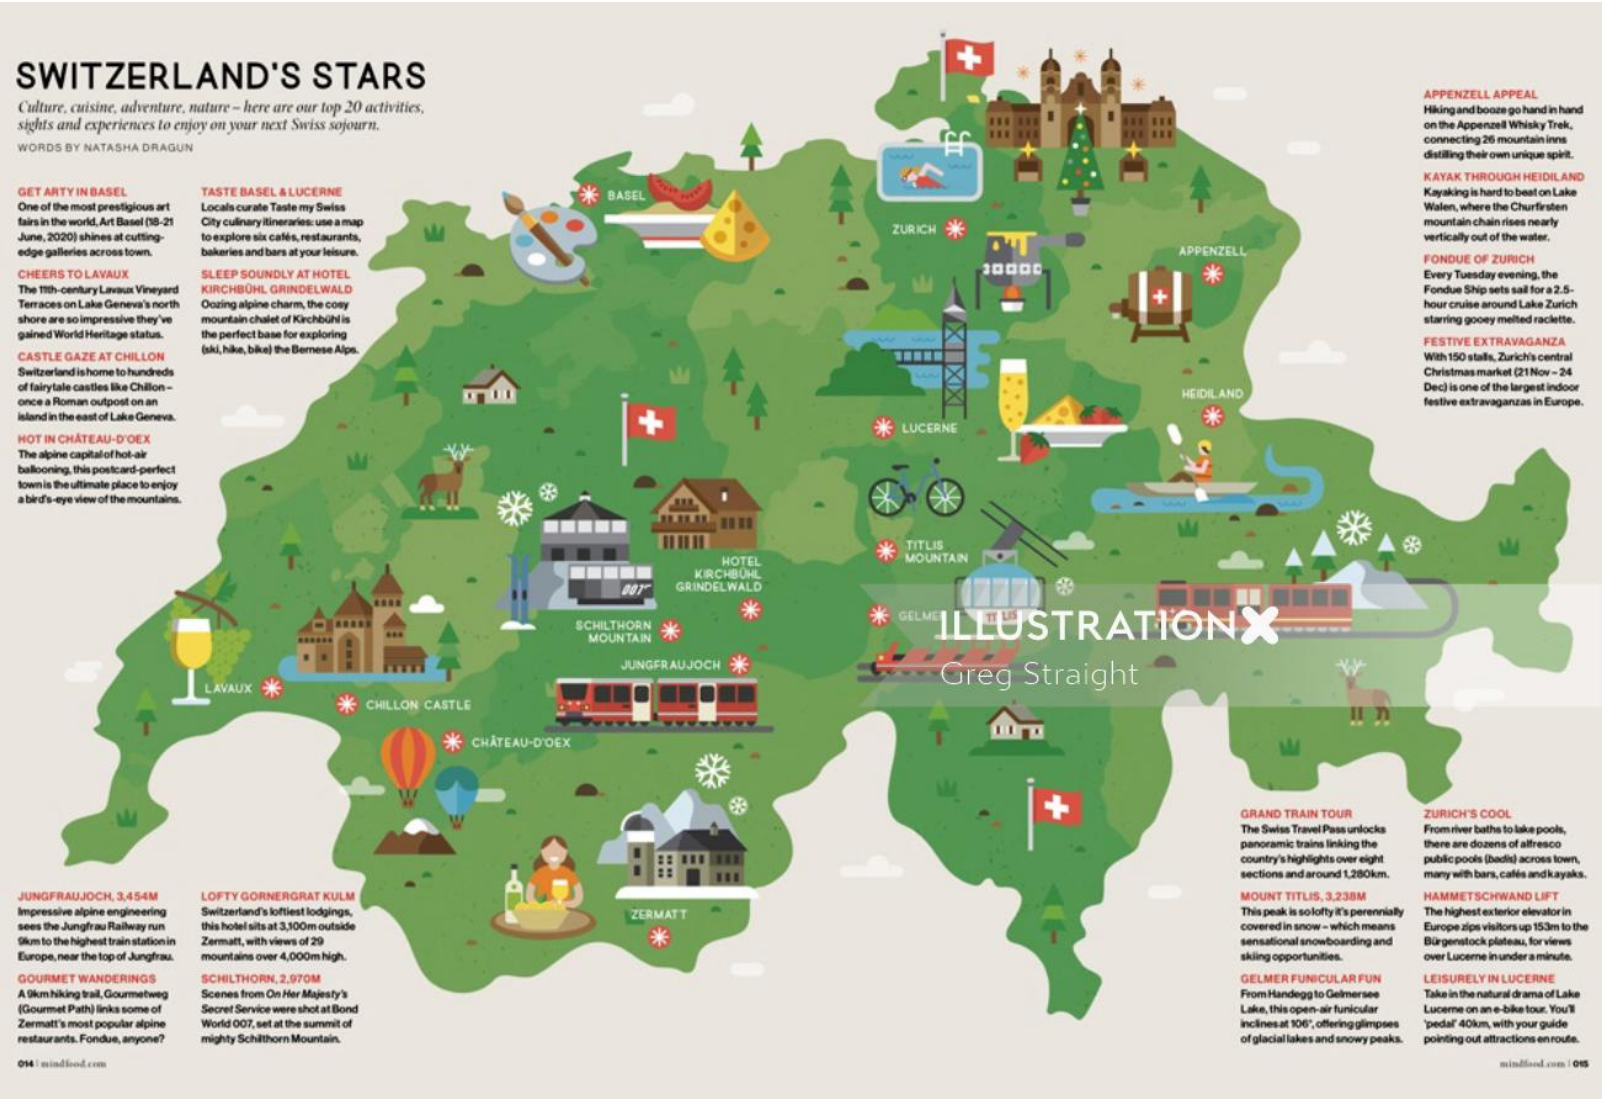 SWITZERLAND'S STARS
Culture, cuisine, adventure, nature – here are our top 20 activities,
sights and experiences to enjoy on your next Swiss sojourn.
WORDS BY NATASHA DRAGUN
GET ARTY IN BASEL
One of the most prestigious art
fairs in the world, Art Basel (18-21
June, 2020) shines at cutting-
edge galleries across town.
CHEERS TO LAVAUX
The 11th-century Lavaux Vineyard
Terraces on Lake Geneva's north
shore are so impressive they've
gained World Heritage status.
CASTLE GAZE AT CHILLON
Switzerland is home to hundreds
of fairytale castles like Chillon –
once a Roman outpost on an
island in the east of Lake Geneva.
HOT IN CHÂTEAU-D'OEX
The alpine capital of hot-air
ballooning, this postcard-perfect
town is the ultimate place to enjoy
a bird's-eye view of the mountains.
TASTE BASEL & LUCERNE
Locals curate Taste my Swiss
City culinary itineraries: use a map
to explore six cafés, restaurants,
bakeries and bars at your leisure.
SLEEP SOUNDLY AT HOTEL
KIRCHBÜHL GRINDELWALD
Oozing alpine charm, the cosy
mountain chalet of Kirchbühl is
the perfect base for exploring
(ski, hike, bike) the Bernese Alps.
APPENZELL APPEAL
Hiking and booze go hand in hand
on the Appenzell Whisky Trek,
connecting 26 mountain inns
distilling their own unique spirit.
KAYAK THROUGH HEIDILAND
Kayaking is hard to beat on Lake
Walen, where the Churfirsten
mountain chain rises nearly
vertically out of the water.
FONDUE OF ZURICH
Every Tuesday evening, the
Fondue Ship sets sail for a 2.5-
hour cruise around Lake Zurich
starring gooey melted raclette.
FESTIVE EXTRAVAGANZA
With 150 stalls, Zurich's central
Christmas market (21 Nov – 24
Dec) is one of the largest indoor
festive extravaganzas in Europe.
BASEL
ZURICH
APPENZELL
HEIDILAND
LUCERNE
TITLIS
MOUNTAIN
HOTEL
KIRCHBÜHL
GRINDELWALD
007
SCHILTHORN
MOUNTAIN
GELMER
TITLIS
ILLUSTRATIONX
Greg Straight
JUNGFRAUJOCH
LAVAUX
CHILLON CASTLE
CHÂTEAU-D'OEX
ZERMATT
JUNGFRAUJOCH, 3,454M
Impressive alpine engineering
sees the Jungfrau Railway run
9km to the highest train station in
Europe, near the top of Jungfrau.
GOURMET WANDERINGS
A 9km hiking trail, Gourmetweg
(Gourmet Path) links some of
Zermatt's most popular alpine
restaurants. Fondue, anyone?
LOFTY GORNERGRAT KULM
Switzerland's loftiest lodgings,
this hotel sits at 3,100m outside
Zermatt, with views of 29
mountains over 4,000m high.
SCHILTHORN, 2,970M
Scenes from On Her Majesty's
Secret Service were shot at Bond
World 007, set at the summit of
mighty Schilthorn Mountain.
GRAND TRAIN TOUR
The Swiss Travel Pass unlocks
panoramic trains linking the
country's highlights over eight
sections and around 1,280km.
MOUNT TITLIS, 3,238M
This peak is so lofty it's perennially
covered in snow – which means
sensational snowboarding and
skiing opportunities.
GELMER FUNICULAR FUN
From Handegg to Gelmersee
Lake, this open-air funicular
inclines at 106°, offering glimpses
of glacial lakes and snowy peaks.
ZURICH'S COOL
From river baths to lake pools,
there are dozens of alfresco
public pools (badis) across town,
many with bars, cafés and kayaks.
HAMMETSCHWAND LIFT
The highest exterior elevator in
Europe zips visitors up 153m to the
Bürgenstock plateau, for views
over Lucerne in under a minute.
LEISURELY IN LUCERNE
Take in the natural drama of Lake
Lucerne on an e-bike tour. You'll
'pedal' 40km, with your guide
pointing out attractions en route.
014 | mindfood.com
mindfood.com | 015